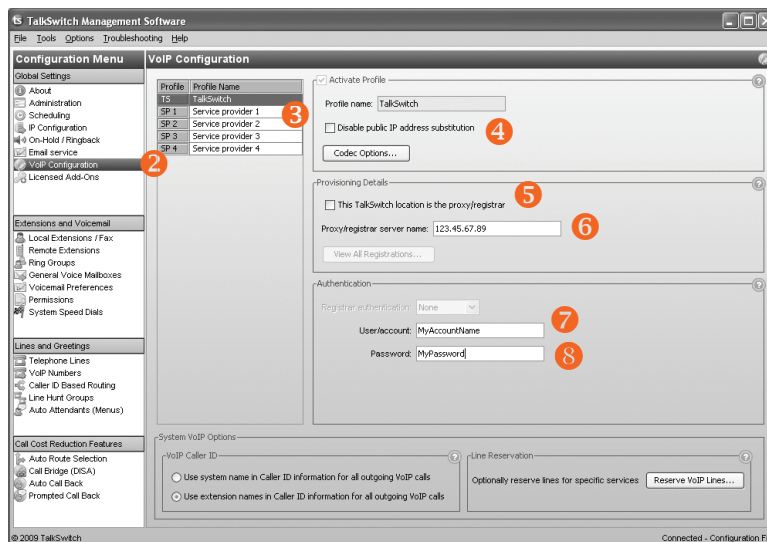 ts TalkSwitch Management Software
File Tools Options Troubleshooting Help
Configuration Menu
Global Settings
About
Administration
Scheduling
IP Configuration
On-Hold / Ringback
Email service
VoIP Configuration
Licensed Add-Ons
2
Extensions and Voicemail
Local Extensions / Fax
Remote Extensions
Ring Groups
General Voice Mailboxes
Voicemail Preferences
Permissions
System Speed Dials
Lines and Greetings
Telephone Lines
VoIP Numbers
Caller ID Based Routing
Line Hunt Groups
Auto Attendants (Menus)
Call Cost Reduction Features
Auto Route Selection
Call Bridge (DISA)
Auto Call Back
Prompted Call Back
VoIP Configuration
Profile Profile Name
TS TalkSwitch
SP 1 Service provider 1
SP 2 Service provider 2
SP 3 Service provider 3
SP 4 Service provider 4
3
Activate Profile
Profile name: TalkSwitch
Disable public IP address substitution
4
Codec Options...
Provisioning Details
This TalkSwitch location is the proxy/registrar
5
Proxy/registrar server name: 123.45.67.89
6
View All Registrations...
Authentication
Registrar authentication: None
User/account: MyAccountName
7
Password: MyPassword
8
System VoIP Options
VoIP Caller ID
Use system name in Caller ID information for all outgoing VoIP calls
Use extension names in Caller ID information for all outgoing VoIP calls
Line Reservation
Optionally reserve lines for specific services Reserve VoIP Lines...
© 2009 TalkSwitch
Connected - Configuration F